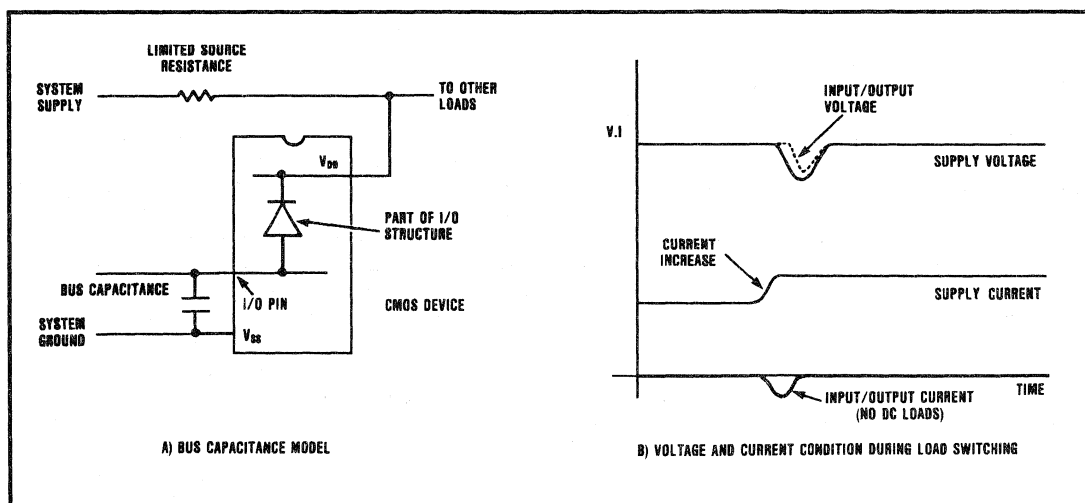 LIMITED SOURCE
RESISTANCE
SYSTEM
SUPPLY
TO OTHER
LOADS
VDD
PART OF I/O
STRUCTURE
BUS CAPACITANCE
I/O PIN
CMOS DEVICE
SYSTEM
GROUND
VSS
A) BUS CAPACITANCE MODEL
V.I
INPUT/OUTPUT
VOLTAGE
SUPPLY VOLTAGE
CURRENT
INCREASE
SUPPLY CURRENT
TIME
INPUT/OUTPUT CURRENT
(NO DC LOADS)
B) VOLTAGE AND CURRENT CONDITION DURING LOAD SWITCHING